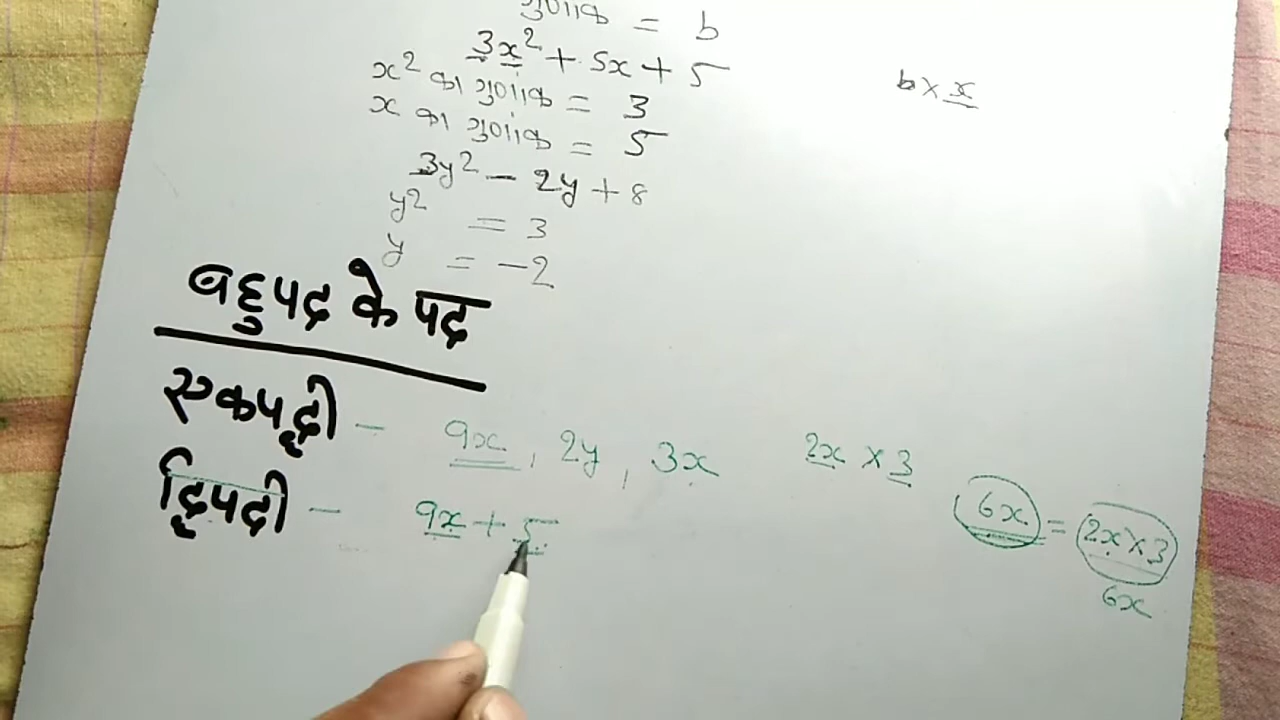 गुणांक = b
3x² + 5x + 5
x² का गुणांक = 3
x का गुणांक = 5
b × x
3y² - 2y + 8
y² = 3
y = -2
बहुपद के पद
एकपदी - 9x, 2y, 3x 2x × 3
6x = 2x × 3
6x
द्विपदी - 9x + 5